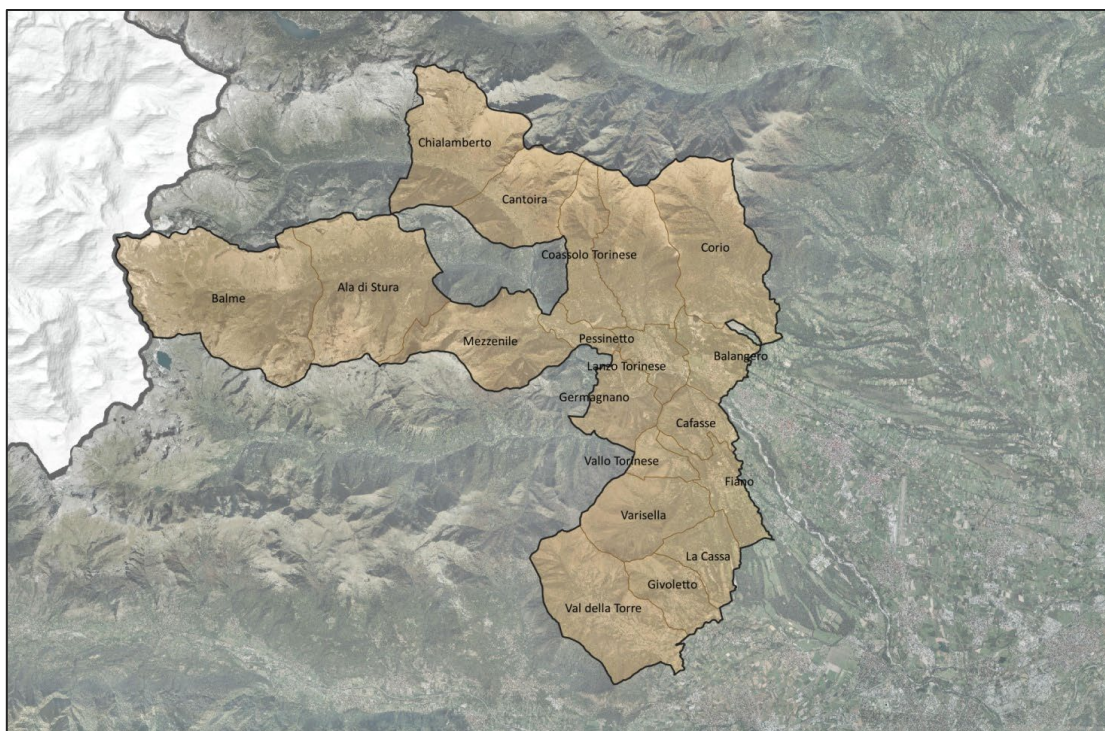 Chialamberto
Cantoira
Corio
Coassolo Torinese
Ala di Stura
Balme
Pessinetto
Mezzenile
Balangero
Lanzo Torinese
Germagnano
Cafasse
Vallo Torinese
Fiano
Varisella
La Cassa
Givoletto
Val della Torre